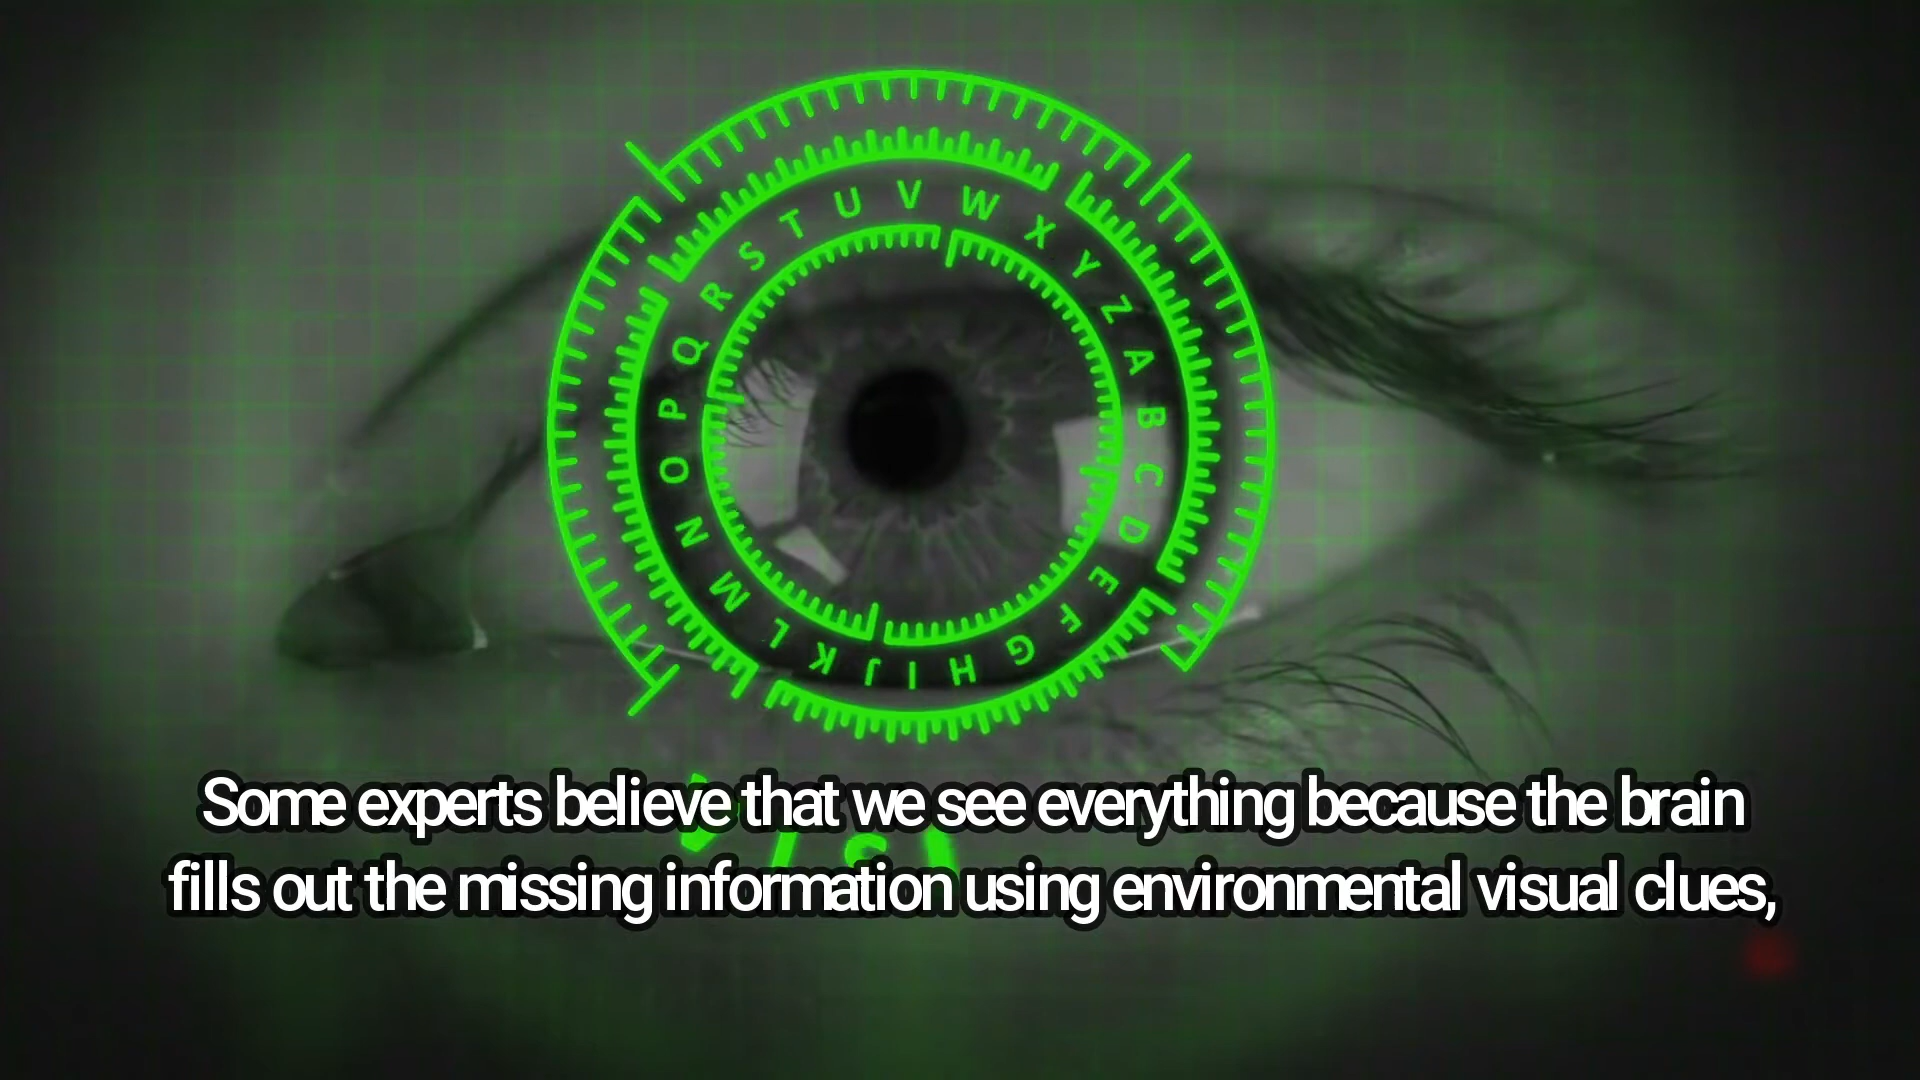 V W X Y Z A B C D E F G H I J K L M N O P Q R S T U
Some experts believe that we see everything because the brain
fills out the missing information using environmental visual clues,